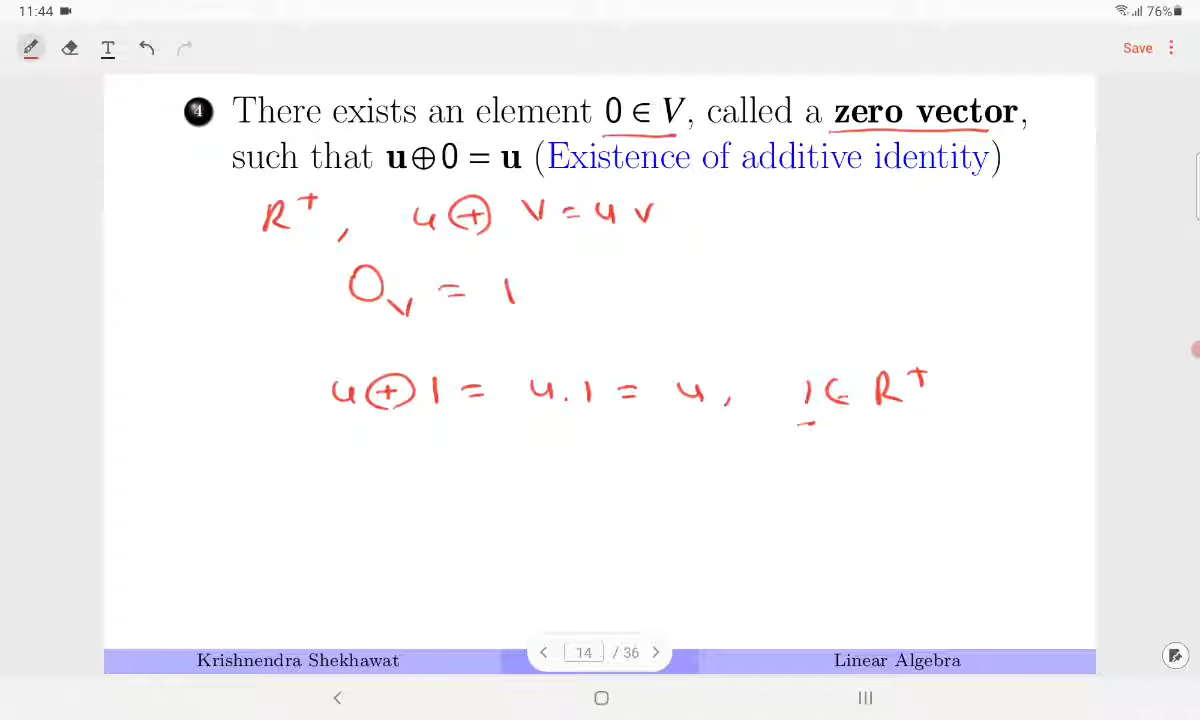 11:44 76%
T Save
4 There exists an element 0 ∈ V, called a zero vector,
such that u⊕0 = u (Existence of additive identity)
R⁺, u ⊕ v = u v
0ᵥ = 1
u ⊕ 1 = u . 1 = u, 1 ∈ R⁺
Krishnendra Shekhawat 14 / 36 Linear Algebra